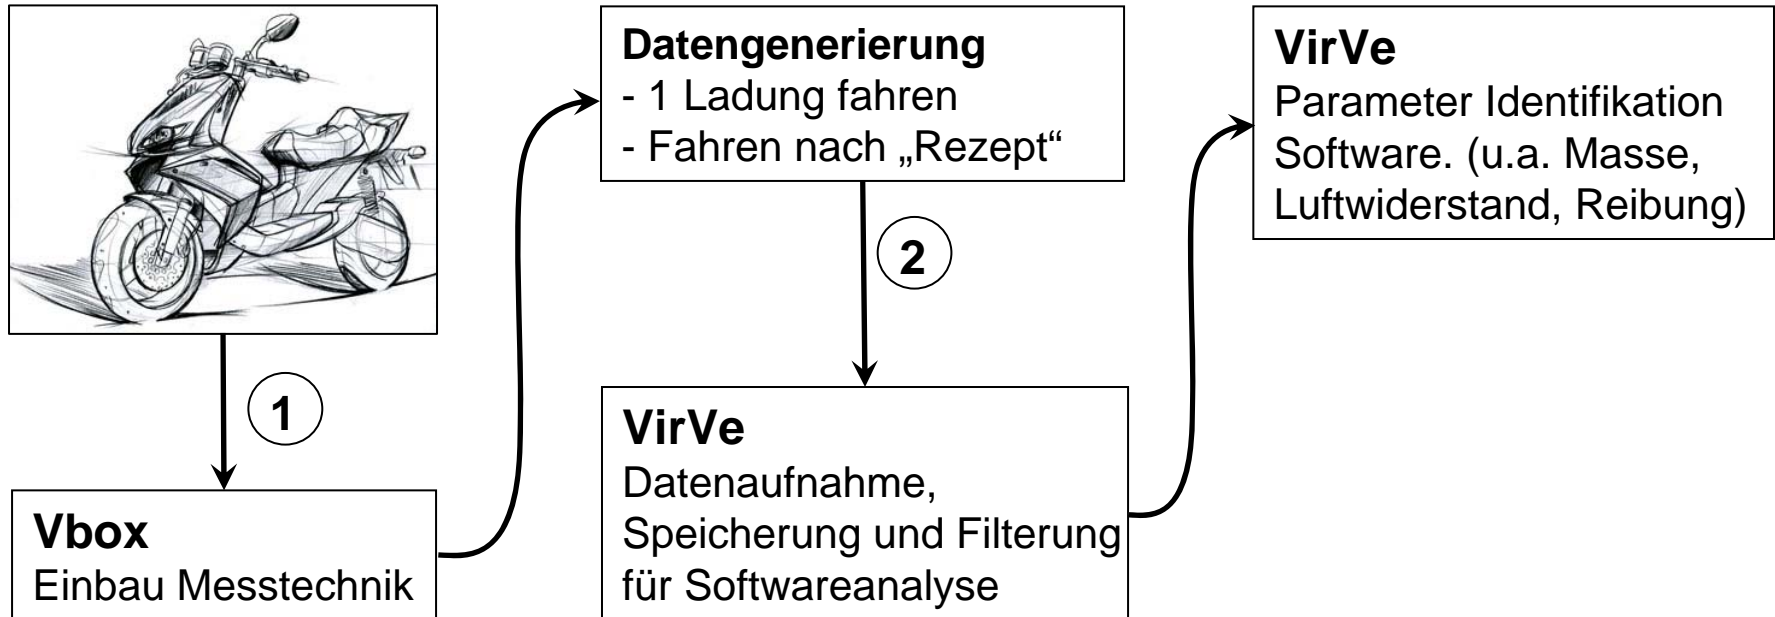 1
Vbox
Einbau Messtechnik
Datengenerierung
- 1 Ladung fahren
- Fahren nach „Rezept“
2
VirVe
Datenaufnahme,
Speicherung und Filterung
für Softwareanalyse
VirVe
Parameter Identifikation
Software. (u.a. Masse,
Luftwiderstand, Reibung)